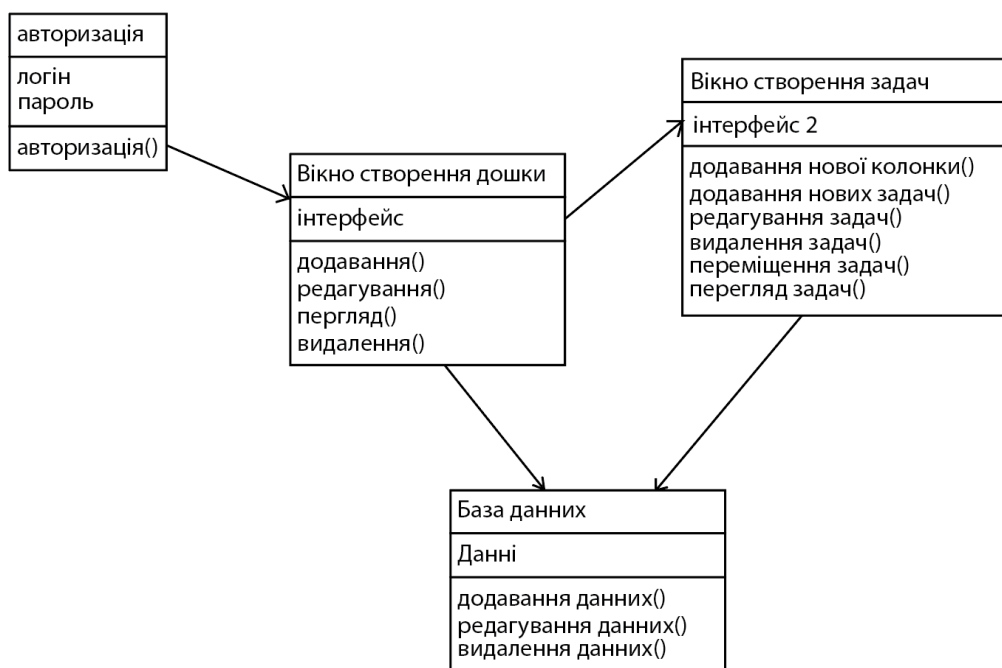 авторизація
логін
пароль
авторизація()
Вікно створення дошки
інтерфейс
додавання()
редагування()
пергляд()
видалення()
Вікно створення задач
інтерфейс 2
додавання нової колонки()
додавання нових задач()
редагування задач()
видалення задач()
переміщення задач()
перегляд задач()
База данних
Данні
додавання данних()
редагування данних()
видалення данних()